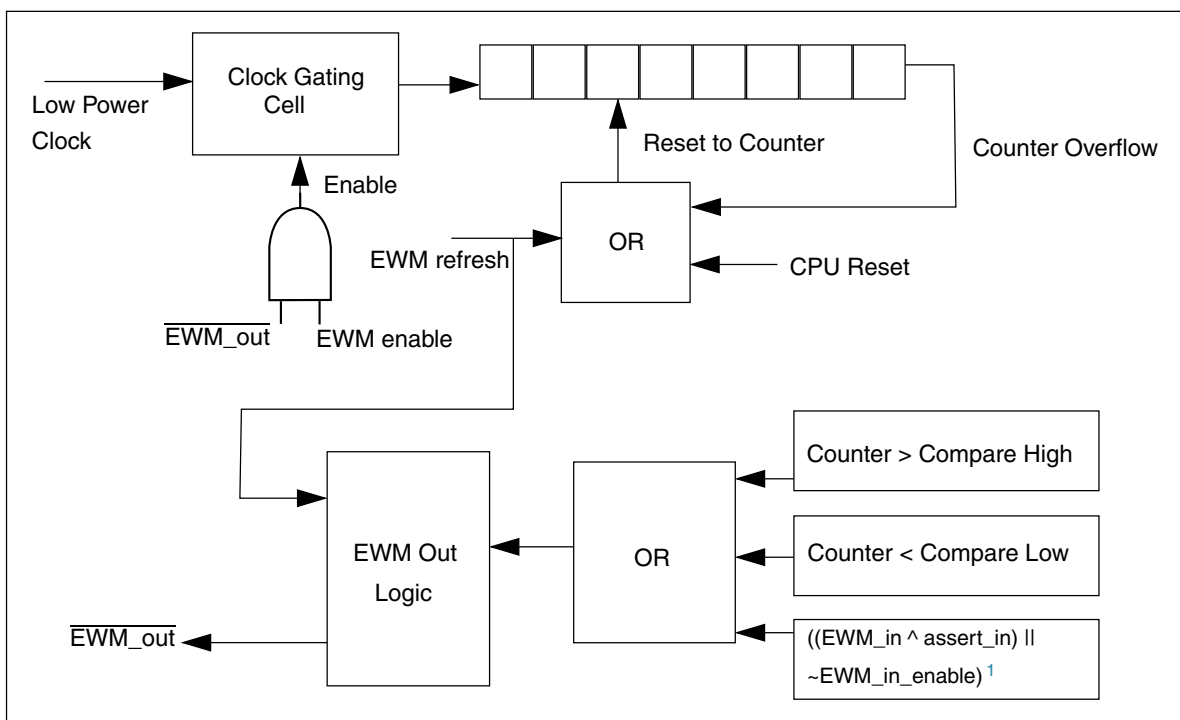 Clock Gating
Cell
Low Power
Clock
Reset to Counter
Counter Overflow
Enable
OR
EWM refresh
CPU Reset
EWM_out
EWM enable
Counter > Compare High
EWM Out
Logic
OR
Counter < Compare Low
EWM_out
((EWM_in ^ assert_in) ||
~EWM_in_enable) 1